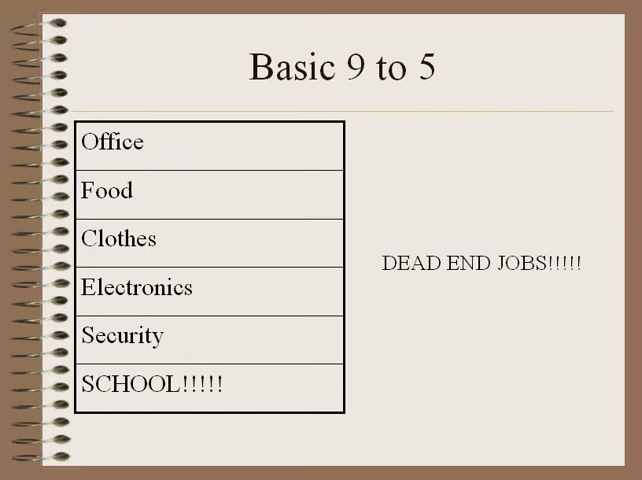 Basic 9 to 5
Office
Food
Clothes
Electronics
Security
SCHOOL!!!!!
DEAD END JOBS!!!!!